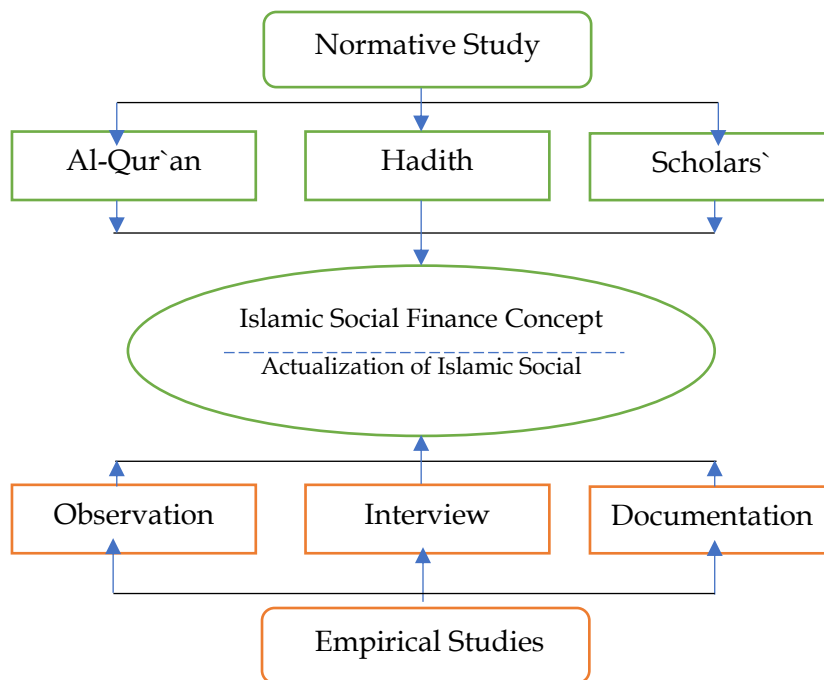 Normative Study
Al-Qur`an
Hadith
Scholars`
Islamic Social Finance Concept
Actualization of Islamic Social
Observation
Interview
Documentation
Empirical Studies